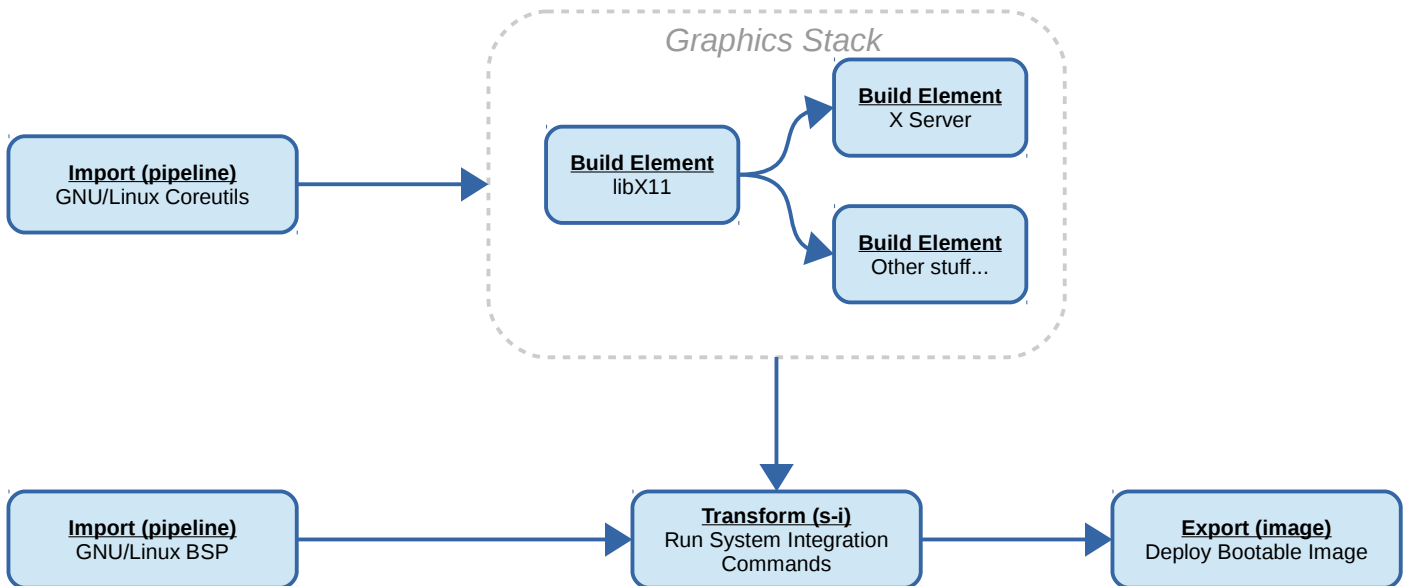 Graphics Stack
Build Element
X Server
Import (pipeline)
GNU/Linux Coreutils
Build Element
libX11
Build Element
Other stuff...
Import (pipeline)
GNU/Linux BSP
Transform (s-i)
Run System Integration
Commands
Export (image)
Deploy Bootable Image